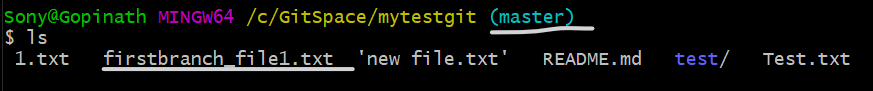 Sony@Gopinath MINGW64 /c/GitSpace/mytestgit (master)
$ ls
1.txt firstbranch_file1.txt 'new file.txt' README.md test/ Test.txt